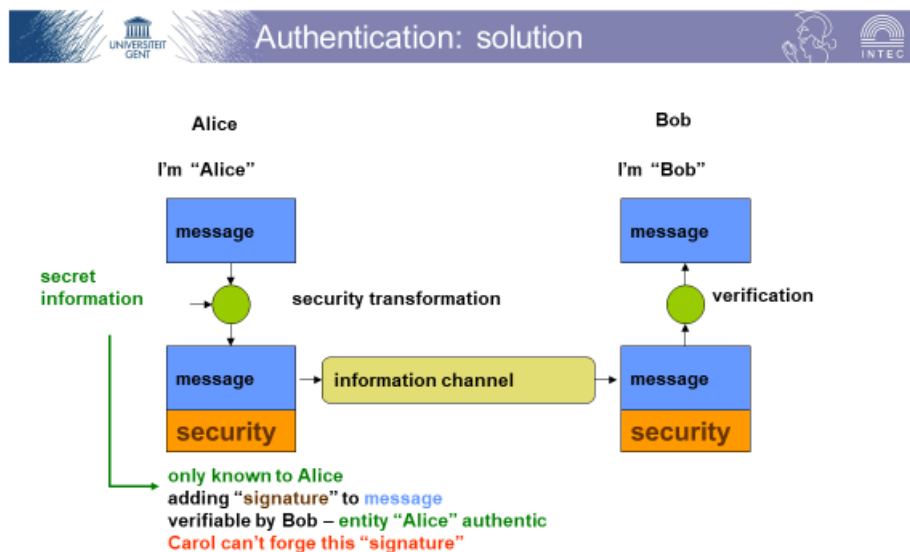 UNIVERSITEIT
GENT
Authentication: solution
INTEC
Alice
Bob
I'm “Alice”
I'm “Bob”
message
message
secret
information
security transformation
verification
message
information channel
message
security
security
only known to Alice
adding “signature” to message
verifiable by Bob – entity “Alice” authentic
Carol can't forge this “signature”